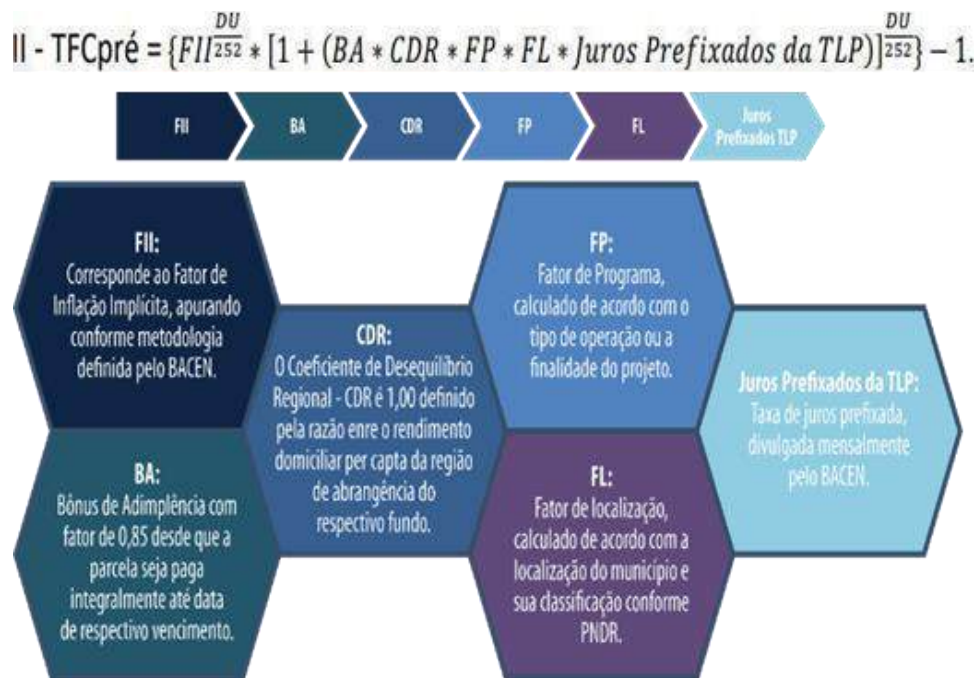 II - TFCpré = {FII^(DU/252) * [1 + (BA * CDR * FP * FL * Juros Prefixados da TLP)]^(DU/252)} − 1.
FII
BA
CDR
FP
FL
Juros
Prefixados TLP
FII:
Corresponde ao Fator de
Inflação Implícita, apurando
conforme metodologia
definida pelo BACEN.
BA:
Bônus de Adimplência com
fator de 0,85 desde que a
parcela seja paga
integralmente até data
de respectivo vencimento.
CDR:
O Coeficiente de Desequilíbrio
Regional - CDR é 1,00 definido
pela razão enre o rendimento
domiciliar per capta da região
de abrangência do
respectivo fundo.
FP:
Fator de Programa,
calculado de acordo com o
tipo de operação ou a
finalidade do projeto.
FL:
Fator de localização,
calculado de acordo com a
localização do município e
sua classificação conforme
PNDR.
Juros Prefixados da TLP:
Taxa de juros prefixada,
divulgada mensalmente
pelo BACEN.